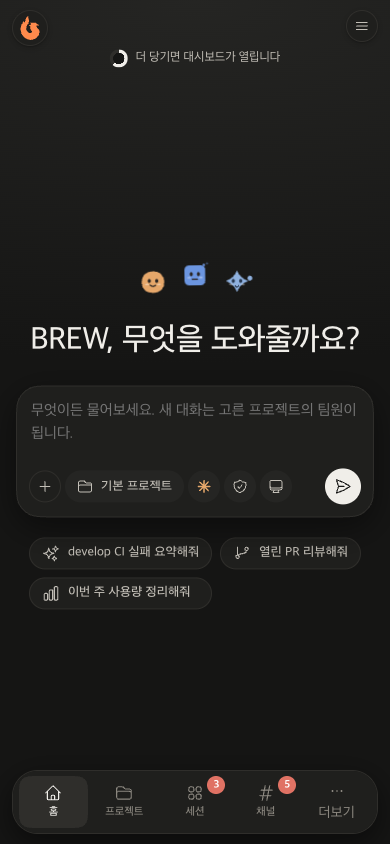 더 당기면 대시보드가 열립니다
BREW, 무엇을 도와줄까요?
무엇이든 물어보세요. 새 대화는 고른 프로젝트의 팀원이
됩니다.
기본 프로젝트
develop CI 실패 요약해줘
열린 PR 리뷰해줘
이번 주 사용량 정리해줘
3
5
홈
프로젝트
세션
채널
더보기